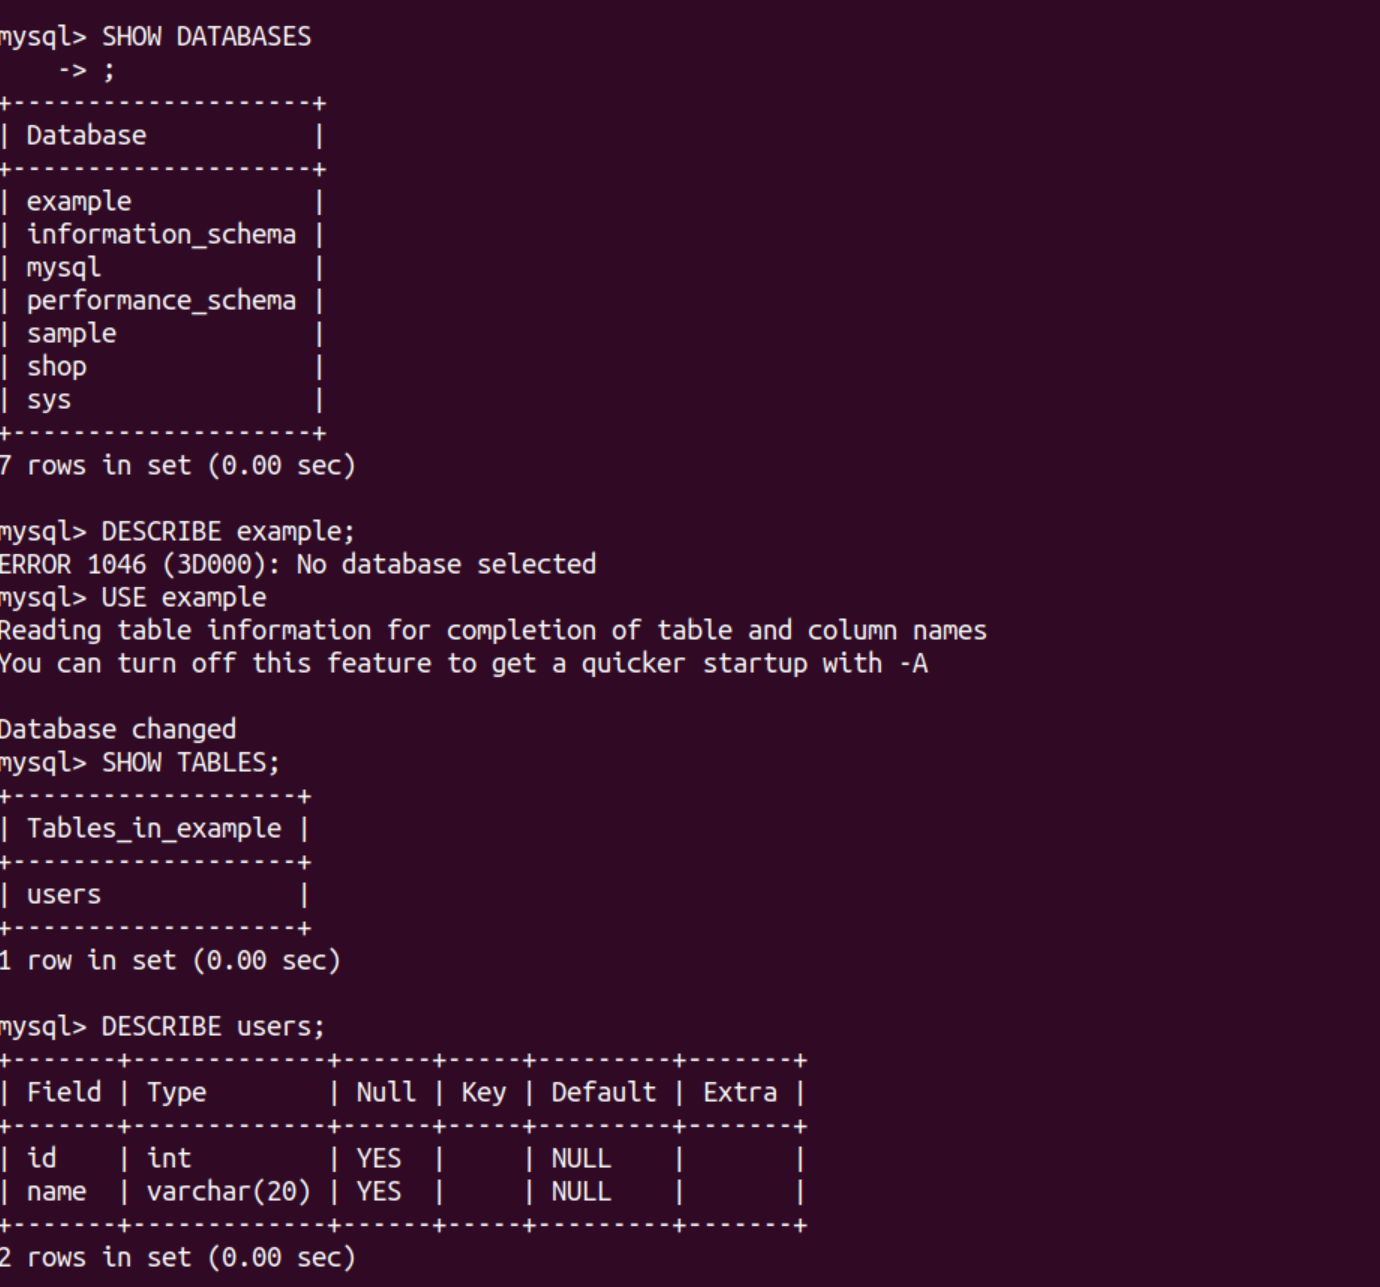 mysql> SHOW DATABASES
    -> ;
+--------------------+
| Database           |
+--------------------+
| example            |
| information_schema |
| mysql              |
| performance_schema |
| sample             |
| shop               |
| sys                |
+--------------------+
7 rows in set (0.00 sec)

mysql> DESCRIBE example;
ERROR 1046 (3D000): No database selected
mysql> USE example
Reading table information for completion of table and column names
You can turn off this feature to get a quicker startup with -A

Database changed
mysql> SHOW TABLES;
+-------------------+
| Tables_in_example |
+-------------------+
| users             |
+-------------------+
1 row in set (0.00 sec)

mysql> DESCRIBE users;
+-------+-------------+------+-----+---------+-------+
| Field | Type        | Null | Key | Default | Extra |
+-------+-------------+------+-----+---------+-------+
| id    | int         | YES  |     | NULL    |       |
| name  | varchar(20) | YES  |     | NULL    |       |
+-------+-------------+------+-----+---------+-------+
2 rows in set (0.00 sec)